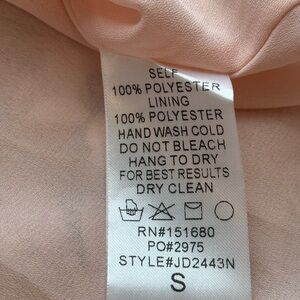 SELF
100% POLYESTER
LINING
100% POLYESTER
HAND WASH COLD
DO NOT BLEACH
HANG TO DRY
FOR BEST RESULTS
DRY CLEAN
RN#151680
PO#2975
STYLE#JD2443N
S